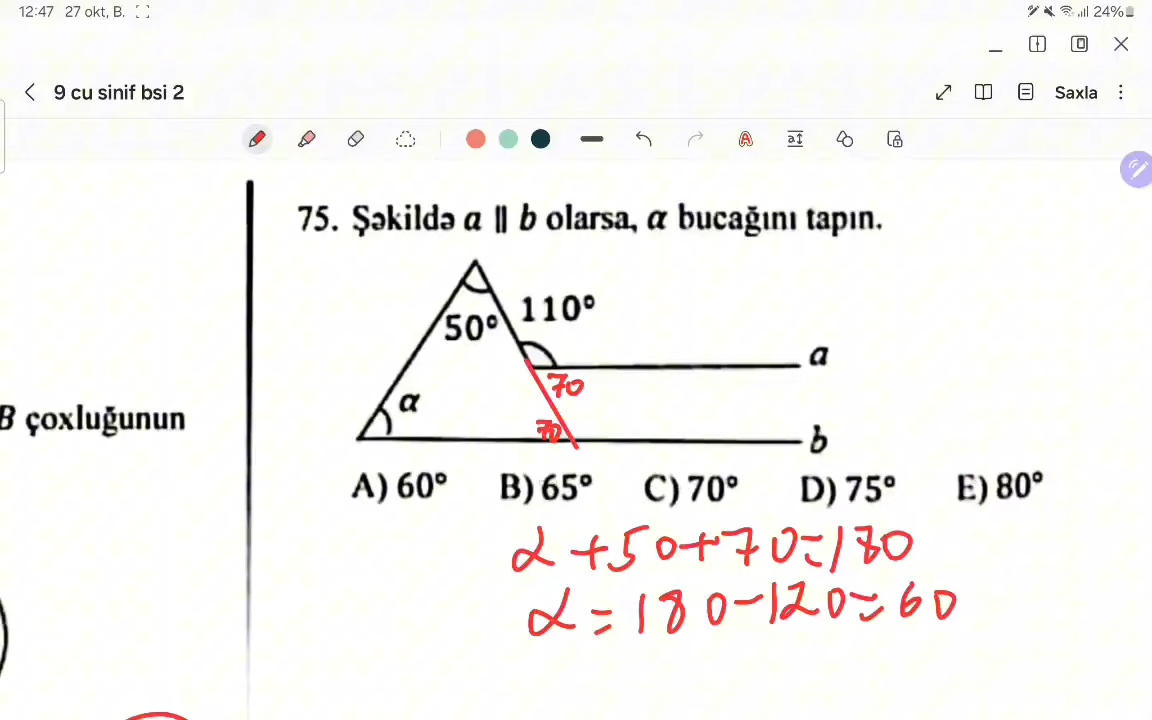 12:47 27 okt, B.
24%
9 cu sinif bsi 2
Saxla
75. Şəkildə a || b olarsa, α bucağını tapın.
50°
110°
a
70
α
70
b
B çoxluğunun
A) 60° B) 65° C) 70° D) 75° E) 80°
α + 50 + 70 = 180
α = 180 - 120 = 60